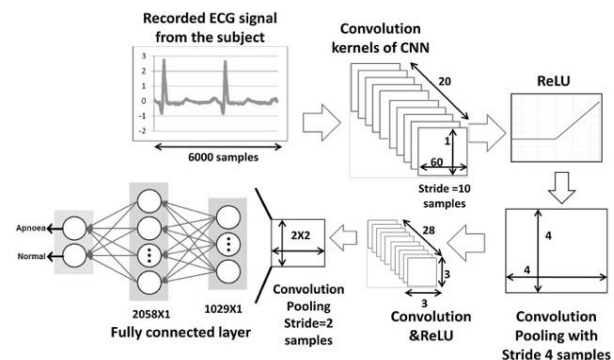 Recorded ECG signal
from the subject
3
2
1
0
-1
-2
6000 samples
Convolution
kernels of CNN
20
1
60
Stride =10
samples
ReLU
4
4
Convolution
Pooling with
Stride 4 samples
28
3
3
Convolution
&ReLU
2X2
Convolution
Pooling
Stride=2
samples
1029X1
2058X1
Fully connected layer
Apnoea
Normal